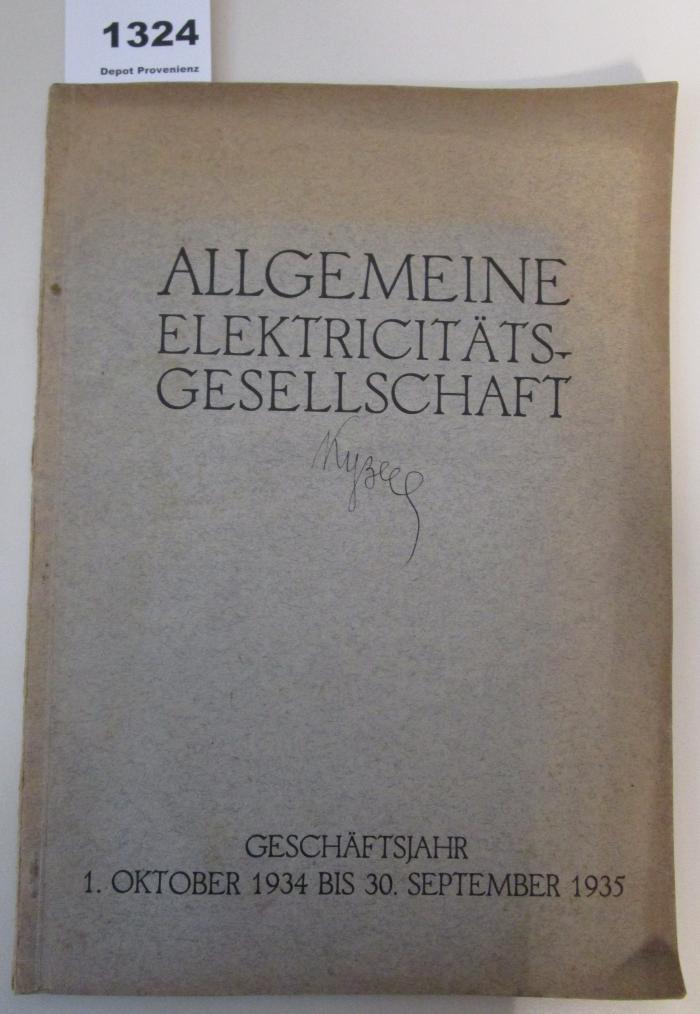 1324
Depot Provenienz
ALLGEMEINE
ELEKTRICITÄTS-
GESELLSCHAFT
GESCHÄFTSJAHR
1. OKTOBER 1934 BIS 30. SEPTEMBER 1935